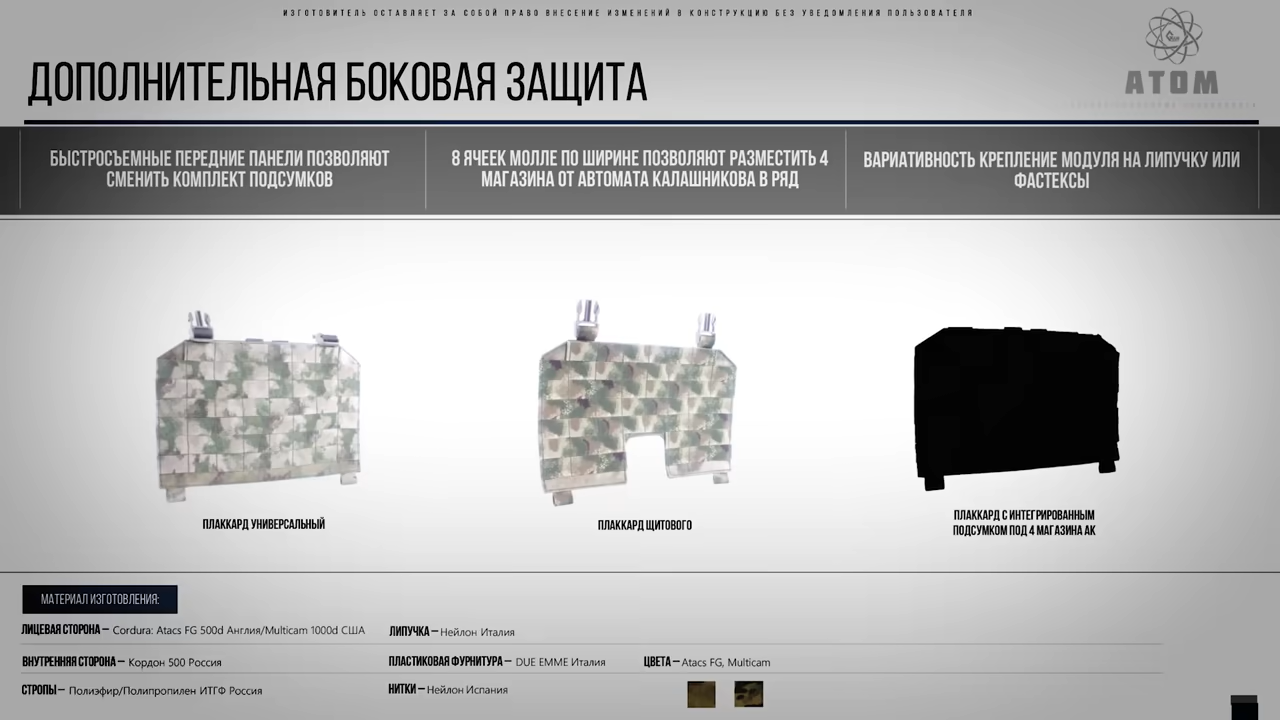 ИЗГОТОВИТЕЛЬ ОСТАВЛЯЕТ ЗА СОБОЙ ПРАВО ВНЕСЕНИЕ ИЗМЕНЕНИЙ В КОНСТРУКЦИЮ БЕЗ УВЕДОМЛЕНИЯ ПОЛЬЗОВАТЕЛЯ
АТОМ
ДОПОЛНИТЕЛЬНАЯ БОКОВАЯ ЗАЩИТА
БЫСТРОСЪЕМНЫЕ ПЕРЕДНИЕ ПАНЕЛИ ПОЗВОЛЯЮТ
СМЕНИТЬ КОМПЛЕКТ ПОДСУМКОВ
8 ЯЧЕЕК МОЛЛЕ ПО ШИРИНЕ ПОЗВОЛЯЮТ РАЗМЕСТИТЬ 4
МАГАЗИНА ОТ АВТОМАТА КАЛАШНИКОВА В РЯД
ВАРИАТИВНОСТЬ КРЕПЛЕНИЕ МОДУЛЯ НА ЛИПУЧКУ ИЛИ
ФАСТЕКСЫ
ПЛАККАРД УНИВЕРСАЛЬНЫЙ
ПЛАККАРД ЩИТОВОГО
ПЛАККАРД С ИНТЕГРИРОВАННЫМ
ПОДСУМКОМ ПОД 4 МАГАЗИНА АК
МАТЕРИАЛ ИЗГОТОВЛЕНИЯ:
ЛИЦЕВАЯ СТОРОНА – Cordura: Atacs FG 500d Англия/Multicam 1000d США
ЛИПУЧКА – Нейлон Италия
ВНУТРЕННЯЯ СТОРОНА – Кордон 500 Россия
ПЛАСТИКОВАЯ ФУРНИТУРА – DUE EMME Италия
ЦВЕТА – Atacs FG, Multicam
СТРОПЫ – Полиэфир/Полипропилен ИТГФ Россия
НИТКИ – Нейлон Испания